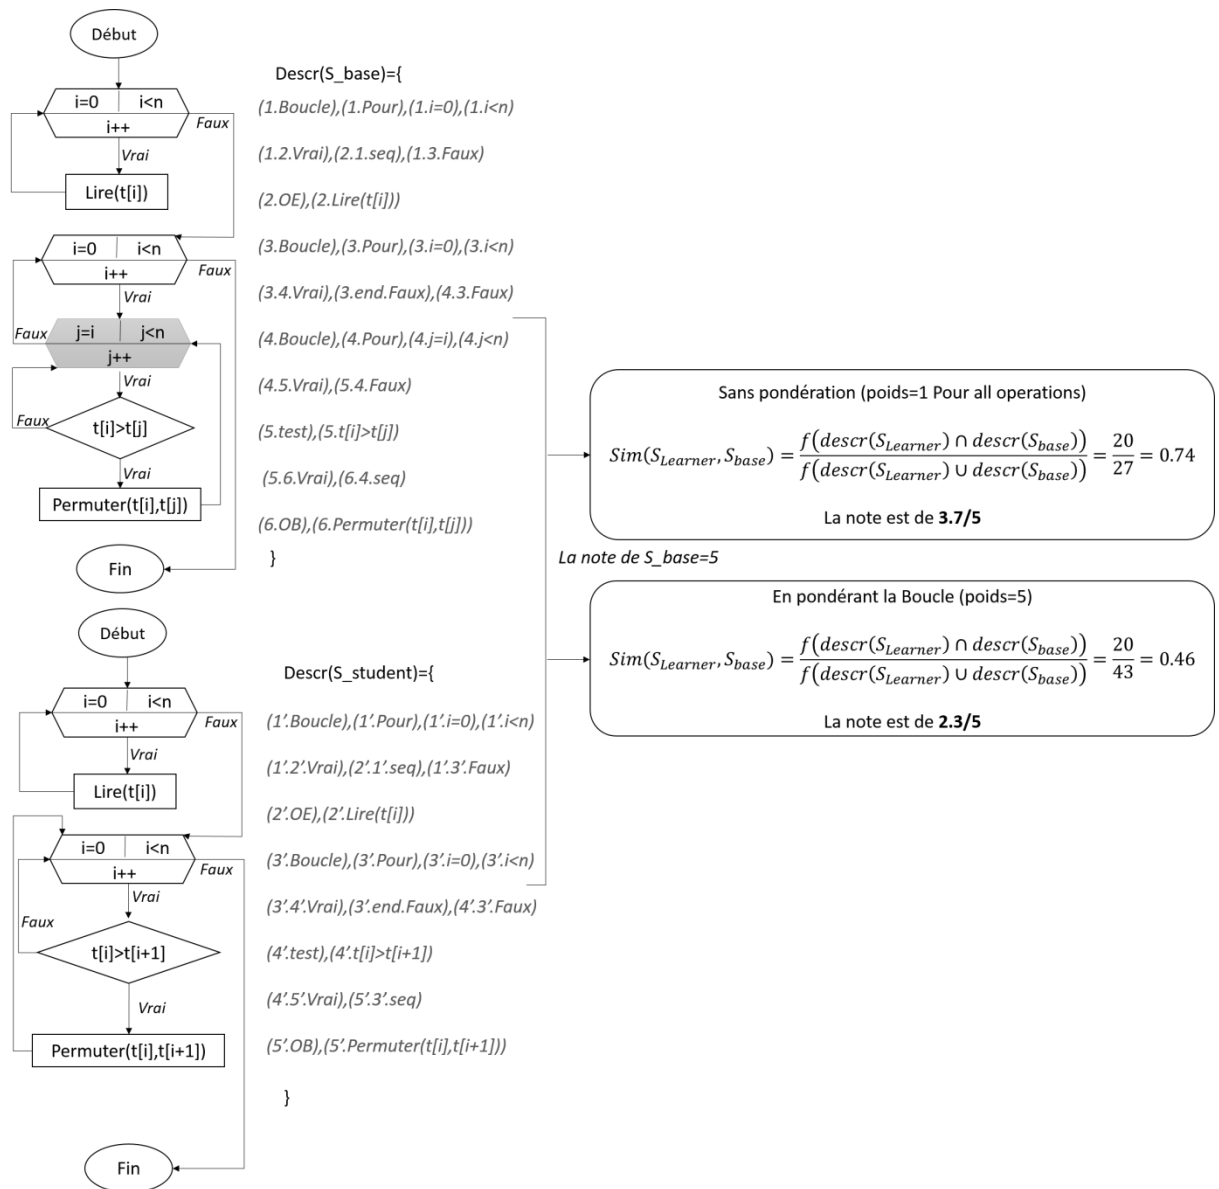 Début
i=0 i<n
i++
Faux
Vrai
Lire(t[i])
i=0 i<n
i++
Faux
Vrai
Faux
j=i j<n
j++
Vrai
Faux
t[i]>t[j]
Vrai
Permuter(t[i],t[j])
Fin
Descr(S_base)={
(1.Boucle),(1.Pour),(1.i=0),(1.i<n)
(1.2.Vrai),(2.1.seq),(1.3.Faux)
(2.OE),(2.Lire(t[i]))
(3.Boucle),(3.Pour),(3.i=0),(3.i<n)
(3.4.Vrai),(3.end.Faux),(4.3.Faux)
(4.Boucle),(4.Pour),(4.j=i),(4.j<n)
(4.5.Vrai),(5.4.Faux)
(5.test),(5.t[i]>t[j])
(5.6.Vrai),(6.4.seq)
(6.OB),(6.Permuter(t[i],t[j]))
}
Début
i=0 i<n
i++
Faux
Vrai
Lire(t[i])
i=0 i<n
i++
Faux
Vrai
Faux
t[i]>t[i+1]
Vrai
Permuter(t[i],t[i+1])
Fin
Descr(S_student)={
(1′.Boucle),(1′.Pour),(1′.i=0),(1′.i<n)
(1′.2′.Vrai),(2′.1′.seq),(1′.3′.Faux)
(2′.OE),(2′.Lire(t[i]))
(3′.Boucle),(3′.Pour),(3′.i=0),(3′.i<n)
(3′.4′.Vrai),(3′.end.Faux),(4′.3′.Faux)
(4′.test),(4′.t[i]>t[i+1])
(4′.5′.Vrai),(5′.3′.seq)
(5′.OB),(5′.Permuter(t[i],t[i+1]))
}
Sans pondération (poids=1 Pour all operations)
Sim(S_Learner, S_base) = f(descr(S_Learner) ∩ descr(S_base)) / f(descr(S_Learner) ∪ descr(S_base)) = 20/27 = 0.74
La note est de 3.7/5
La note de S_base=5
En pondérant la Boucle (poids=5)
Sim(S_Learner, S_base) = f(descr(S_Learner) ∩ descr(S_base)) / f(descr(S_Learner) ∪ descr(S_base)) = 20/43 = 0.46
La note est de 2.3/5